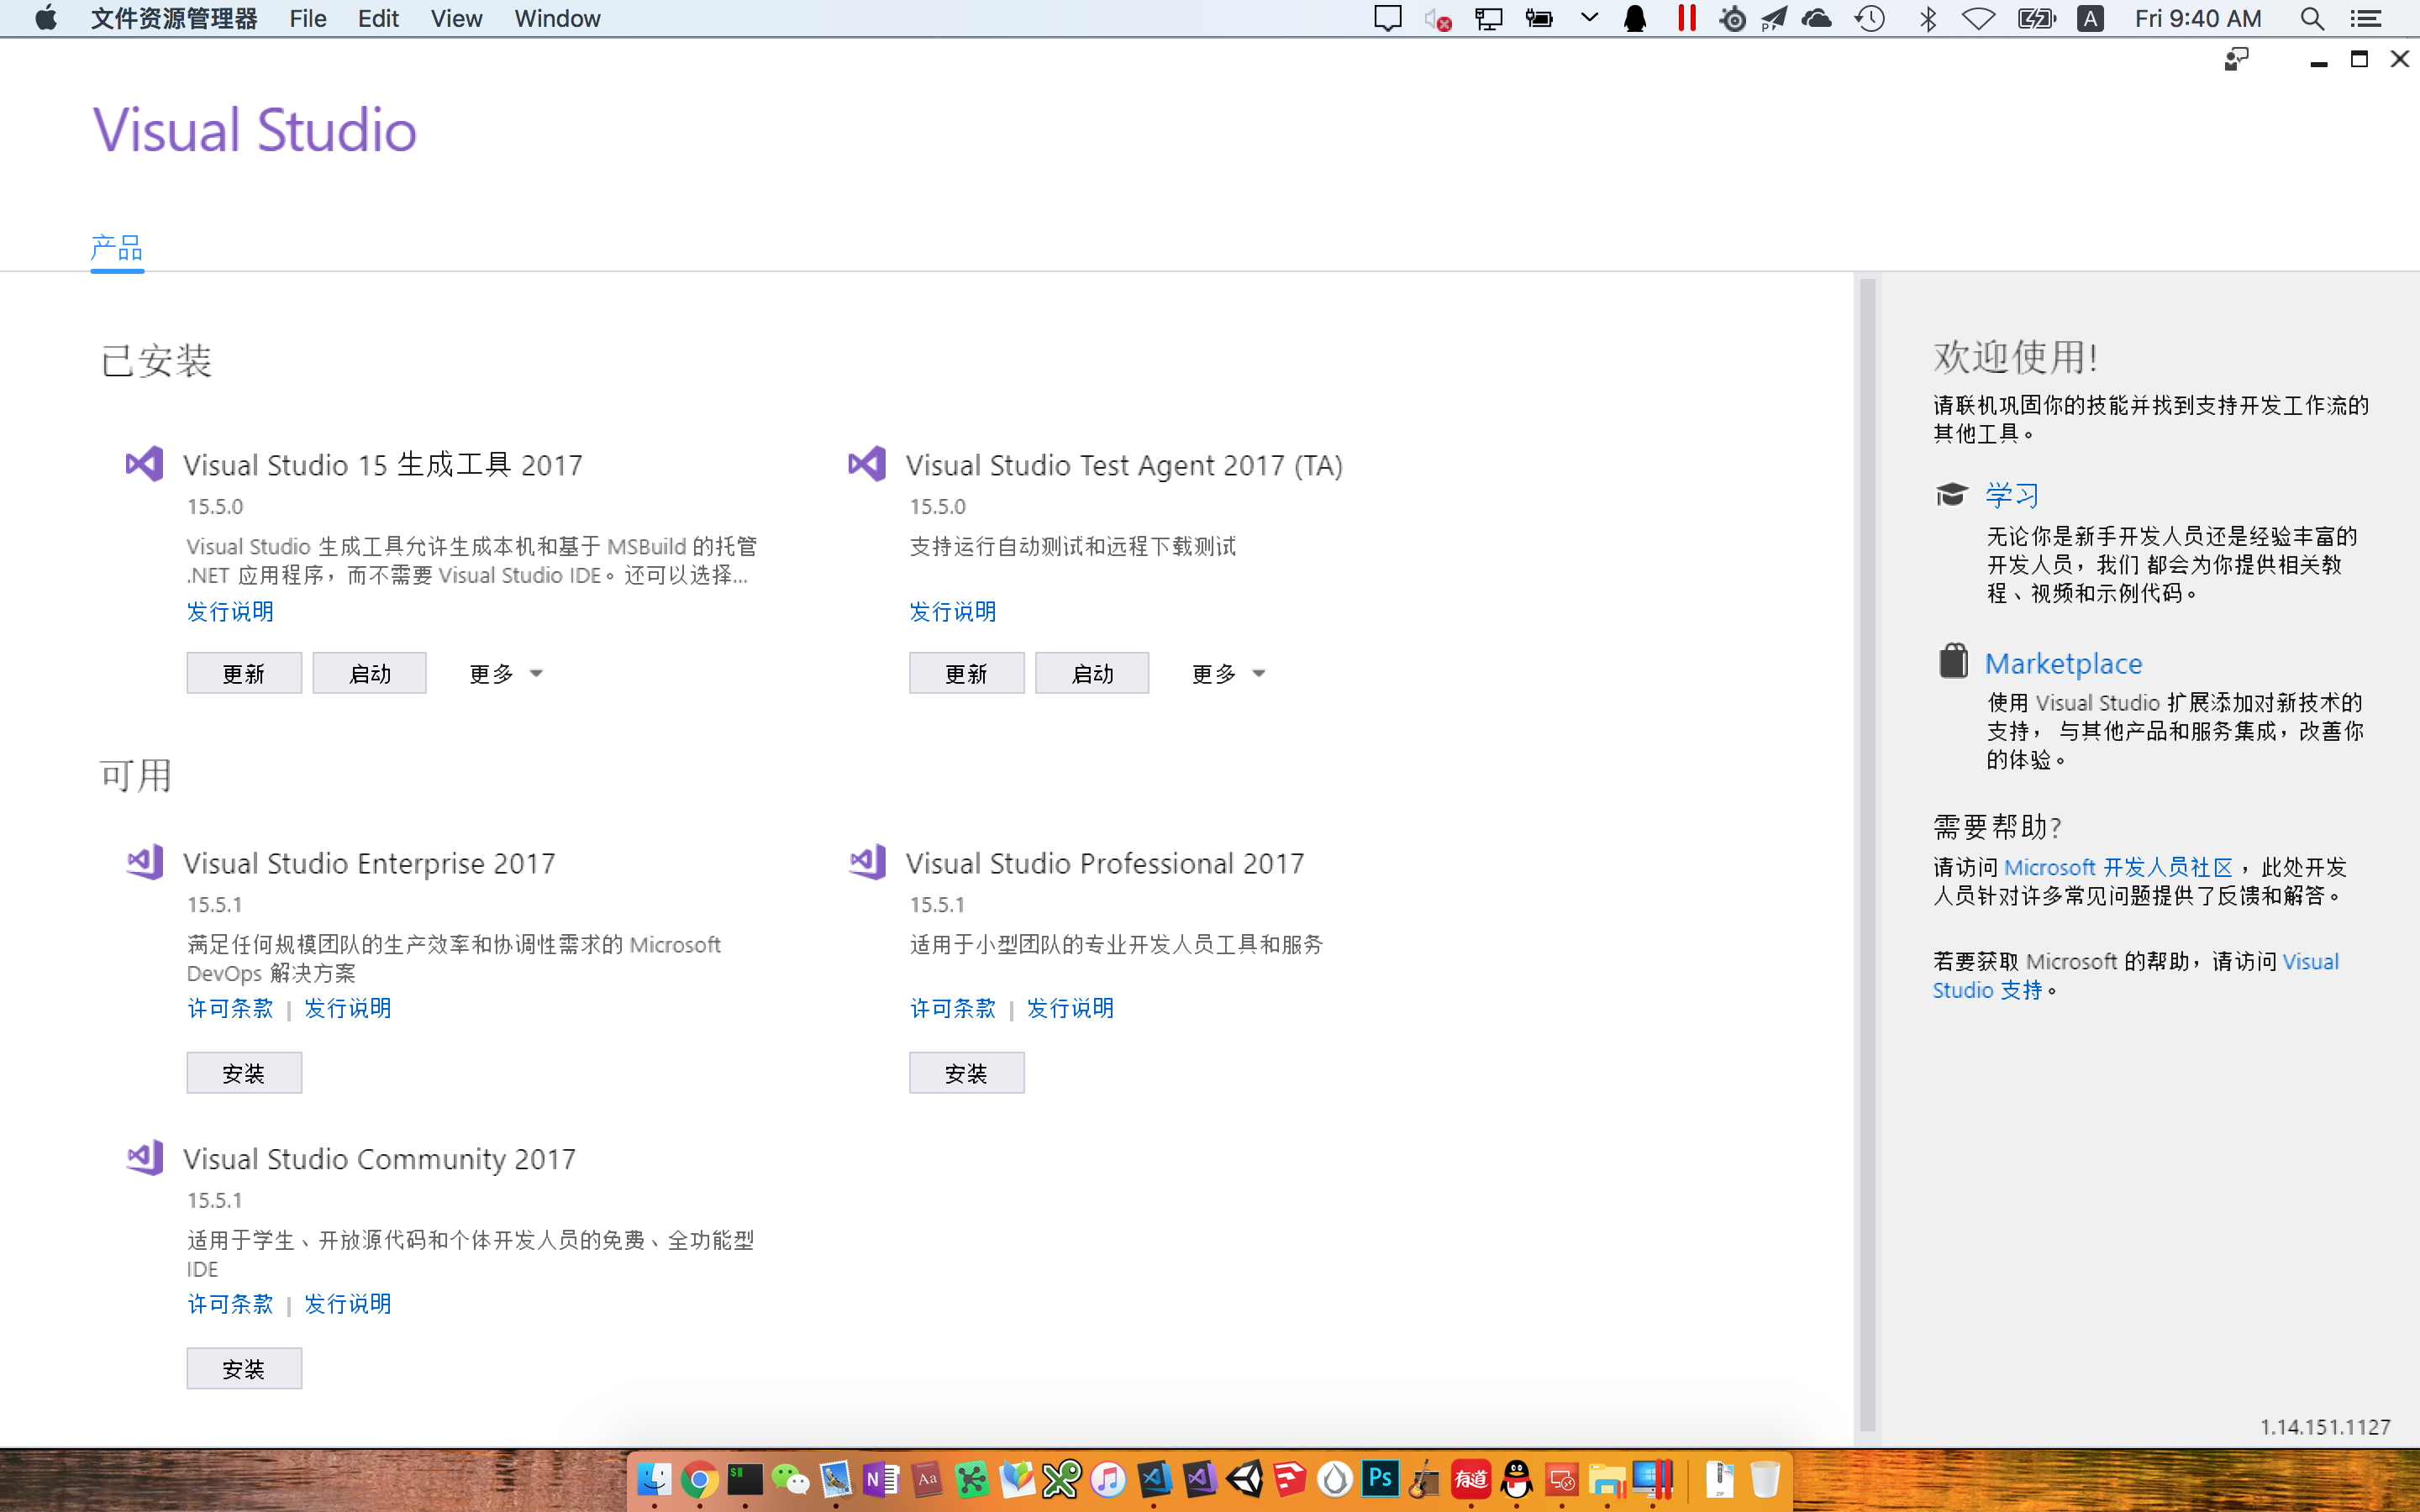 文件资源管理器 File Edit View Window
A Fri 9:40 AM
Visual Studio
产品
已安装
Visual Studio 15 生成工具 2017
15.5.0
Visual Studio 生成工具允许生成本机和基于 MSBuild 的托管
.NET 应用程序，而不需要 Visual Studio IDE。还可以选择...
发行说明
更新 启动 更多
Visual Studio Test Agent 2017 (TA)
15.5.0
支持运行自动测试和远程下载测试
发行说明
更新 启动 更多
可用
Visual Studio Enterprise 2017
15.5.1
满足任何规模团队的生产效率和协调性需求的 Microsoft
DevOps 解决方案
许可条款 | 发行说明
安装
Visual Studio Professional 2017
15.5.1
适用于小型团队的专业开发人员工具和服务
许可条款 | 发行说明
安装
Visual Studio Community 2017
15.5.1
适用于学生、开放源代码和个体开发人员的免费、全功能型
IDE
许可条款 | 发行说明
安装
欢迎使用!
请联机巩固你的技能并找到支持开发工作流的
其他工具。
学习
无论你是新手开发人员还是经验丰富的
开发人员，我们 都会为你提供相关教
程、视频和示例代码。
Marketplace
使用 Visual Studio 扩展添加对新技术的
支持， 与其他产品和服务集成，改善你
的体验。
需要帮助?
请访问 Microsoft 开发人员社区 ，此处开发
人员针对许多常见问题提供了反馈和解答。
若要获取 Microsoft 的帮助，请访问 Visual
Studio 支持。
1.14.151.1127
$ N Aa Ps 有道 ZIP